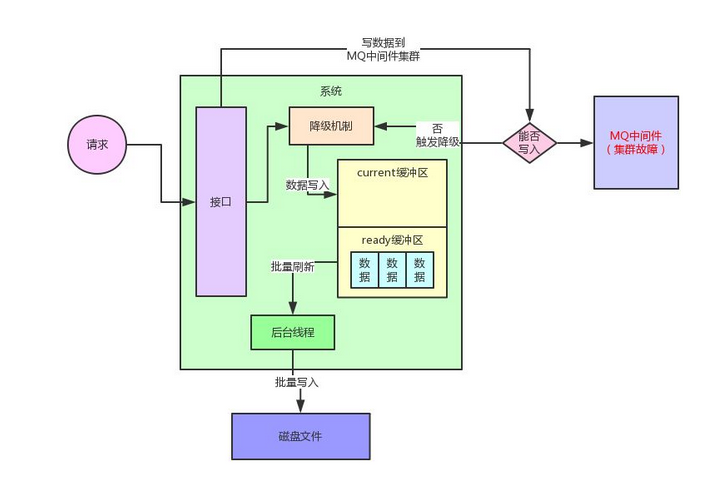 写数据到
MQ中间件集群
系统
请求
接口
降级机制
否
触发降级
能否
写入
MQ中间件
（集群故障）
数据写入
current缓冲区
ready缓冲区
数
据
数
据
数
据
批量刷新
后台线程
批量写入
磁盘文件